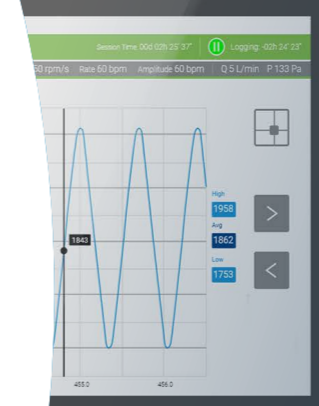 Session Time: 00d 02h 25' 37" Logging: -02h 24' 23"
60 rpm/s Rate 60 bpm Amplitude 60 bpm Q 5 L/min P 133 Pa
High
1958
Avg
1843
1862
Low
1753
455.0 456.0